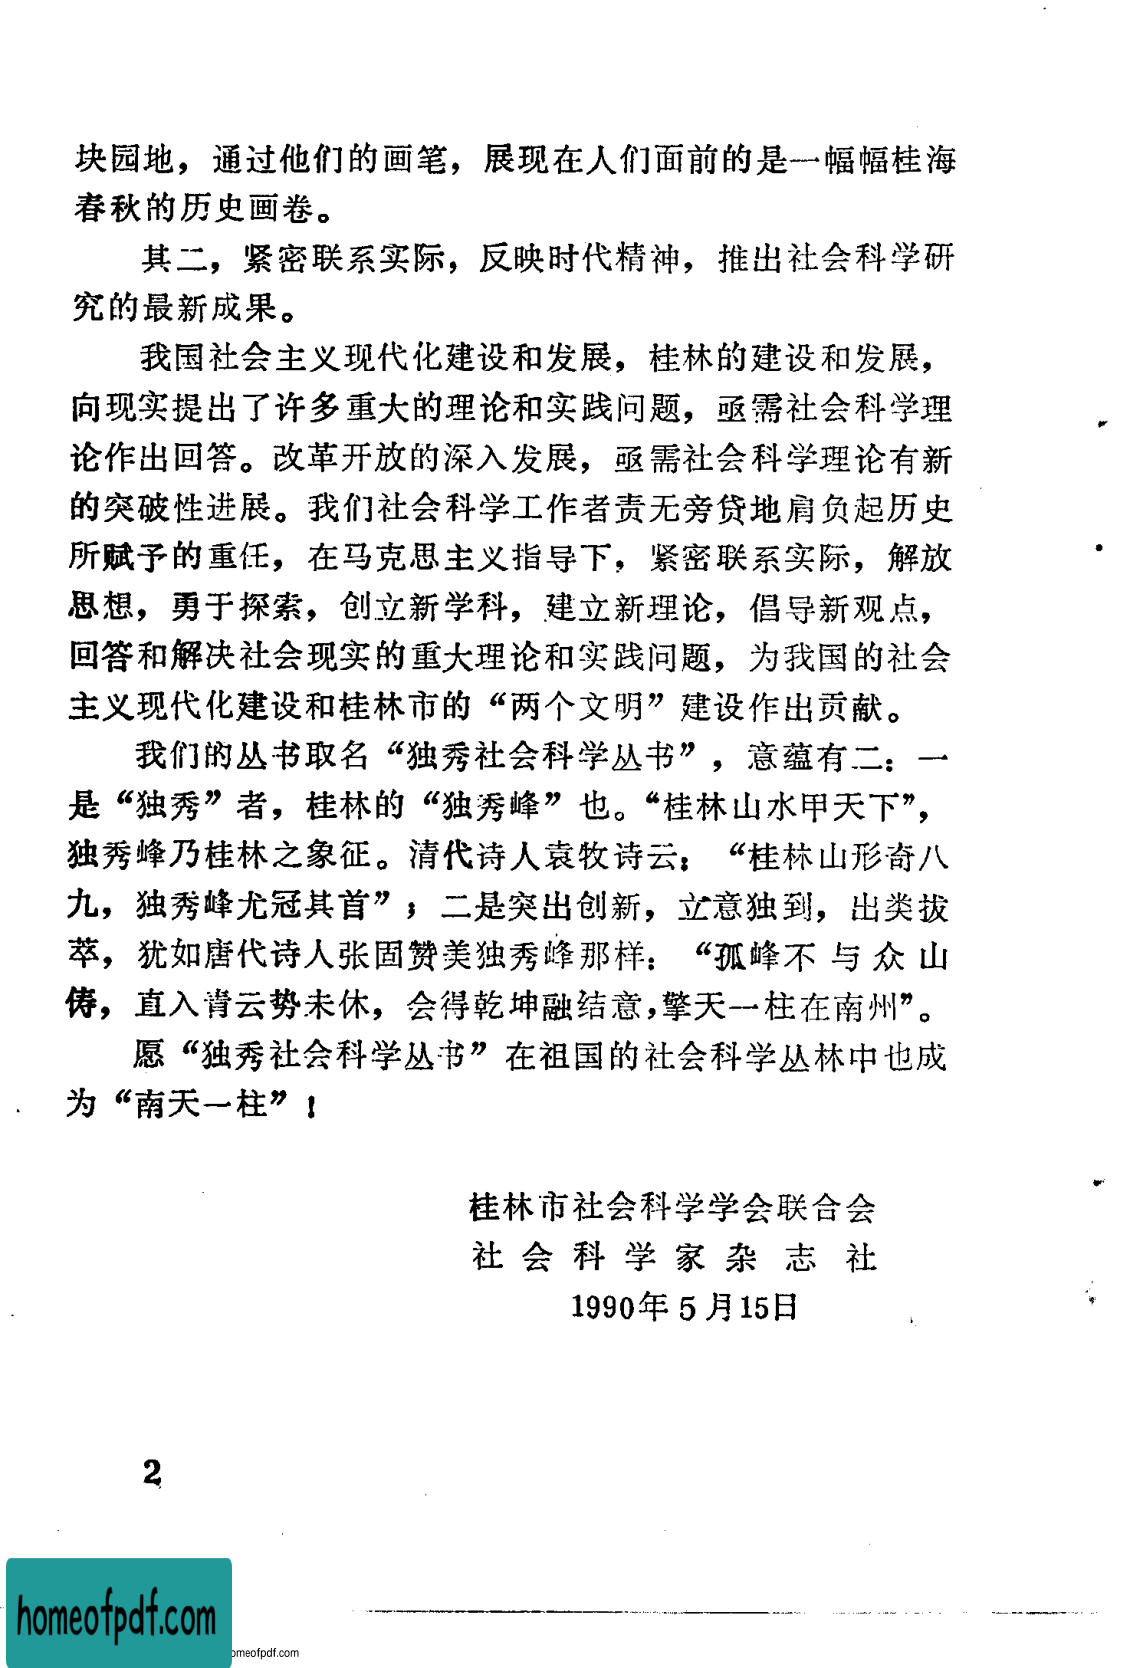 块园地，通过他们的画笔，展现在人们面前的是一幅幅桂海
春秋的历史画卷。
其二，紧密联系实际，反映时代精神，推出社会科学研
究的最新成果。
我国社会主义现代化建设和发展，桂林的建设和发展，
向现实提出了许多重大的理论和实践问题，亟需社会科学理
论作出回答。改革开放的深入发展，亟需社会科学理论有新
的突破性进展。我们社会科学工作者责无旁贷地肩负起历史
所赋予的重任，在马克思主义指导下，紧密联系实际，解放
思想，勇于探索，创立新学科，建立新理论，倡导新观点，
回答和解决社会现实的重大理论和实践问题，为我国的社会
主义现代化建设和桂林市的“两个文明”建设作出贡献。
我们的丛书取名“独秀社会科学丛书”，意蕴有二：一
是“独秀”者，桂林的“独秀峰”也。“桂林山水甲天下”，
独秀峰乃桂林之象征。清代诗人袁牧诗云：“桂林山形奇八
九，独秀峰尤冠其首”；二是突出创新，立意独到，出类拔
萃，犹如唐代诗人张固赞美独秀峰那样：“孤峰不与众山
俦，直入青云势未休，会得乾坤融结意，擎天一柱在南州”。
愿“独秀社会科学丛书”在祖国的社会科学丛林中也成
为“南天一柱”！
桂林市社会科学学会联合会
社会科学家杂志社
1990年5月15日
2
homeofpdf.com
omeofpdf.com